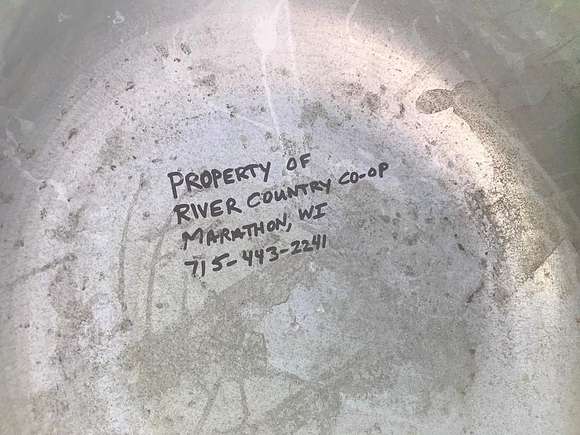 PROPERTY OF
RIVER COUNTRY CO-OP
MARATHON, WI
715-443-2241